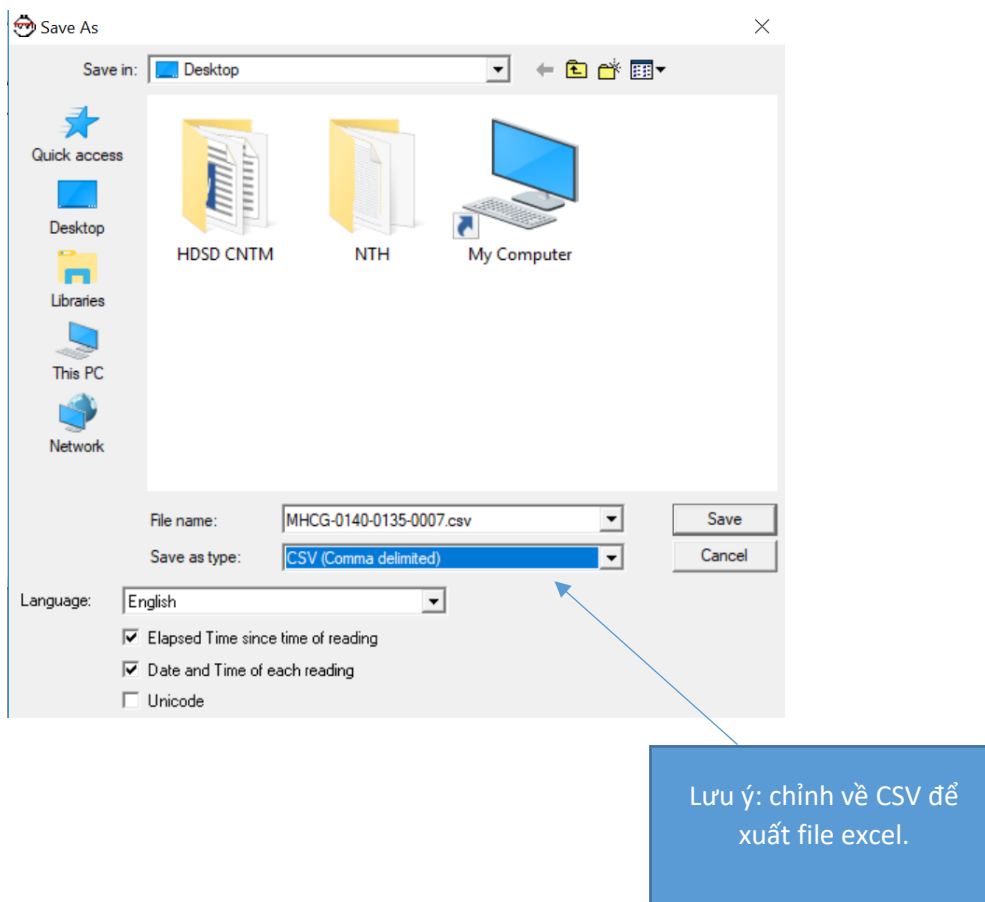 Save As
Save in:
Desktop
Quick access
Desktop
Libraries
This PC
Network
HDSD CNTM
NTH
My Computer
File name:
MHCG-0140-0135-0007.csv
Save
Save as type:
CSV (Comma delimited)
Cancel
Language:
English
Elapsed Time since time of reading
Date and Time of each reading
Unicode
Lưu ý: chỉnh về CSV để
xuất file excel.